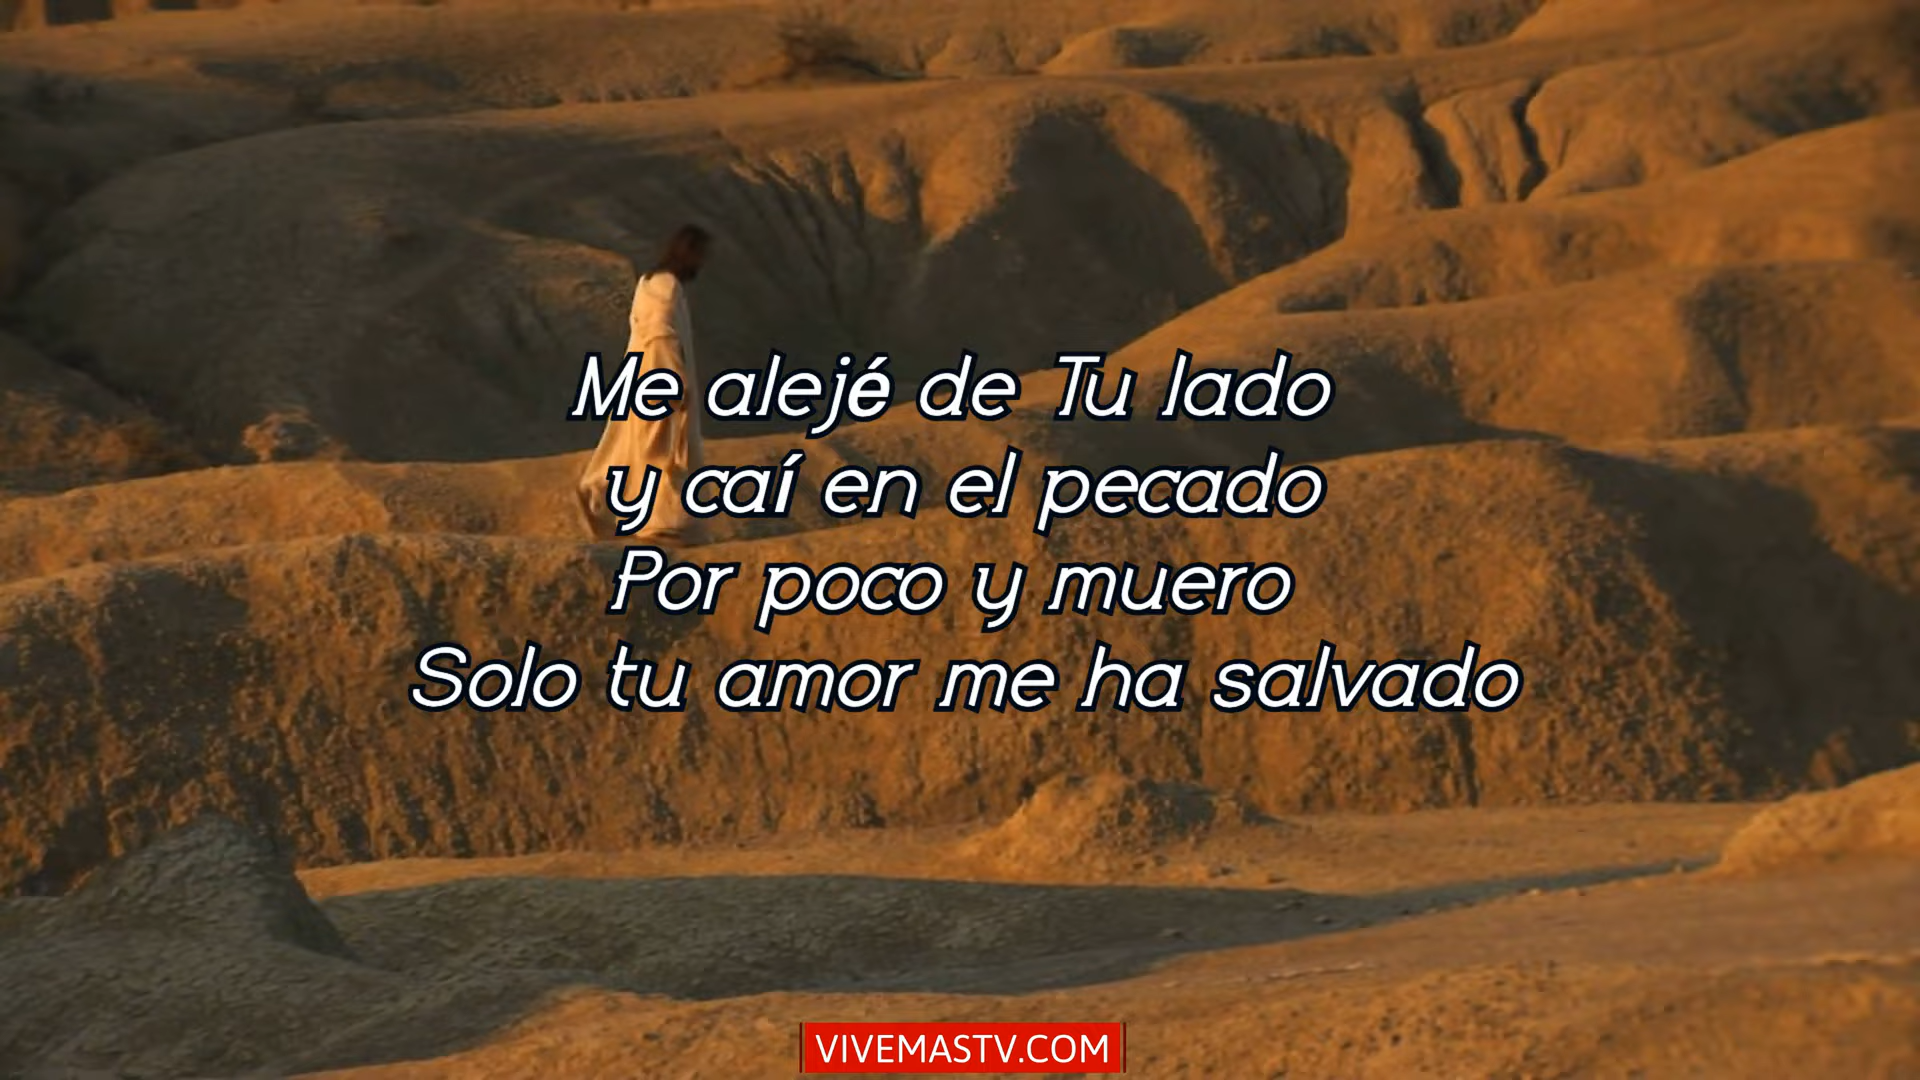 Me alejé de Tu lado
y caí en el pecado
Por poco y muero
Solo tu amor me ha salvado
VIVEMASTV.COM